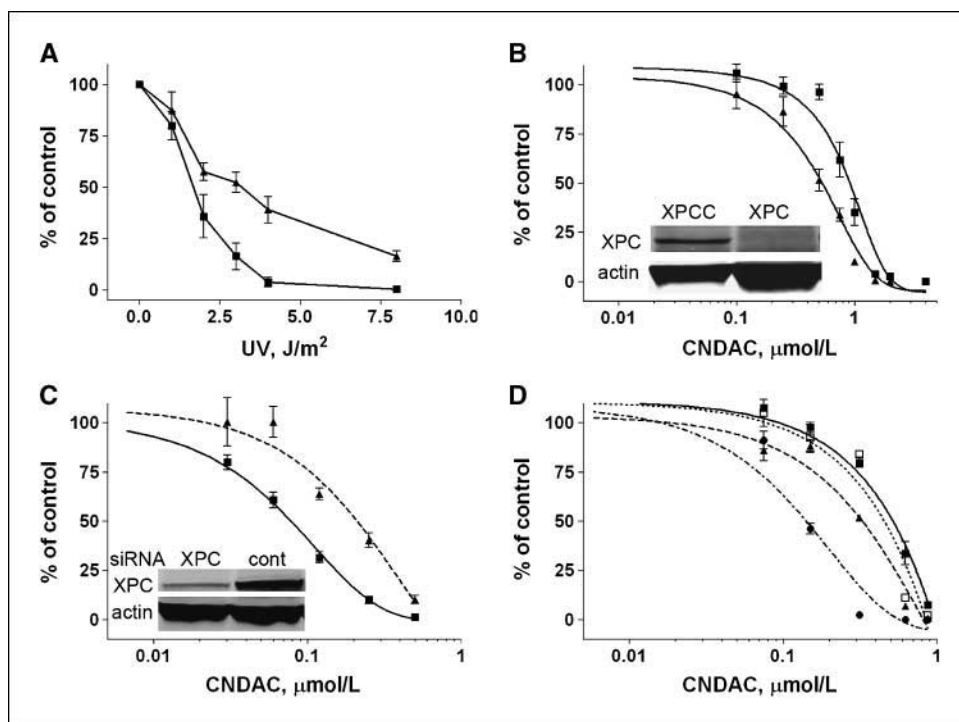 A
% of control
100
75
50
25
0
0.0 2.5 5.0 7.5 10.0
UV, J/m²
B
% of control
100
75
50
25
0
XPCC XPC
XPC
actin
0.01 0.1 1
CNDAC, μmol/L
C
% of control
100
75
50
25
0
siRNA XPC cont
XPC
actin
0.01 0.1 1
CNDAC, μmol/L
D
% of control
100
75
50
25
0
0.01 0.1 1
CNDAC, μmol/L